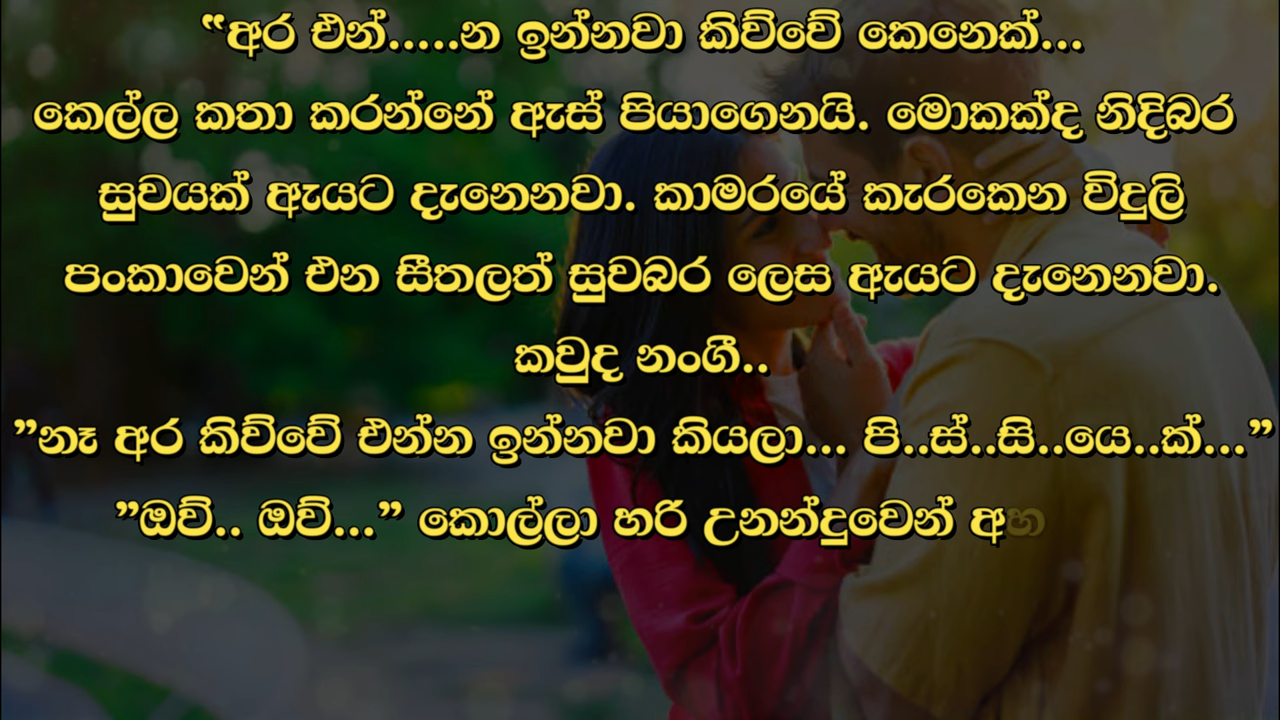 “අර එන්.....න ඉන්නවා කිව්වේ කෙනෙක්...
කෙල්ල කතා කරන්නේ ඇස් පියාගෙනයි. මොකක්ද නිදිබර
සුවයක් ඇයට දැනෙනවා. කාමරයේ කැරකෙන විදුලි
පංකාවෙන් එන සීතලත් සුවබර ලෙස ඇයට දැනෙනවා.
කවුද නංගී..
”නෑ අර කිව්වේ එන්න ඉන්නවා කියලා... පි..ස්..සි..යෙ..ක්...”
”ඔව්.. ඔව්...” කොල්ලා හරි උනන්දුවෙන් අහ